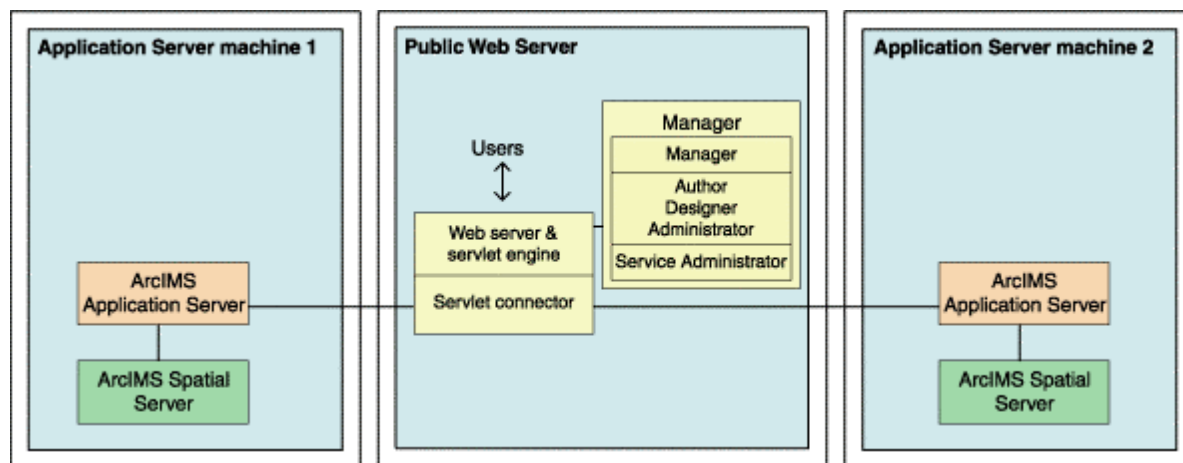 Application Server machine 1
ArcIMS
Application Server
ArcIMS Spatial
Server
Public Web Server
Users
Web server &
servlet engine
Servlet connector
Manager
Manager
Author
Designer
Administrator
Service Administrator
Application Server machine 2
ArcIMS
Application Server
ArcIMS Spatial
Server